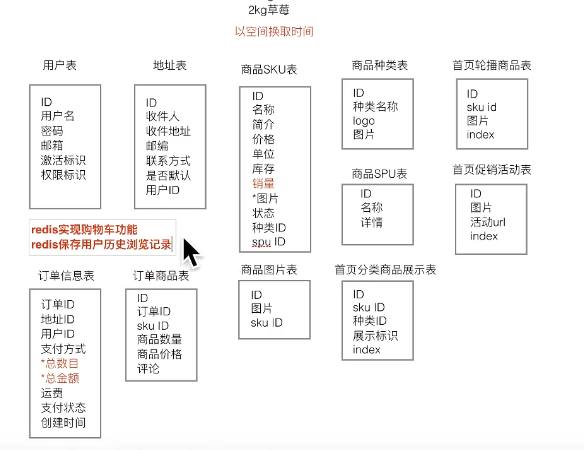 2kg草莓
以空间换取时间
用户表
ID
用户名
密码
邮箱
激活标识
权限标识
地址表
ID
收件人
收件地址
邮编
联系方式
是否默认
用户ID
商品SKU表
ID
名称
简介
价格
单位
库存
销量
*图片
状态
种类ID
spu ID
商品种类表
ID
种类名称
logo
图片
首页轮播商品表
ID
sku id
图片
index
商品SPU表
ID
名称
详情
首页促销活动表
ID
图片
活动url
index
redis实现购物车功能
redis保存用户历史浏览记录
订单信息表
订单ID
地址ID
用户ID
支付方式
*总数目
*总金额
运费
支付状态
创建时间
订单商品表
ID
订单ID
sku ID
商品数量
商品价格
评论
商品图片表
ID
图片
sku ID
首页分类商品展示表
ID
sku ID
种类ID
展示标识
index